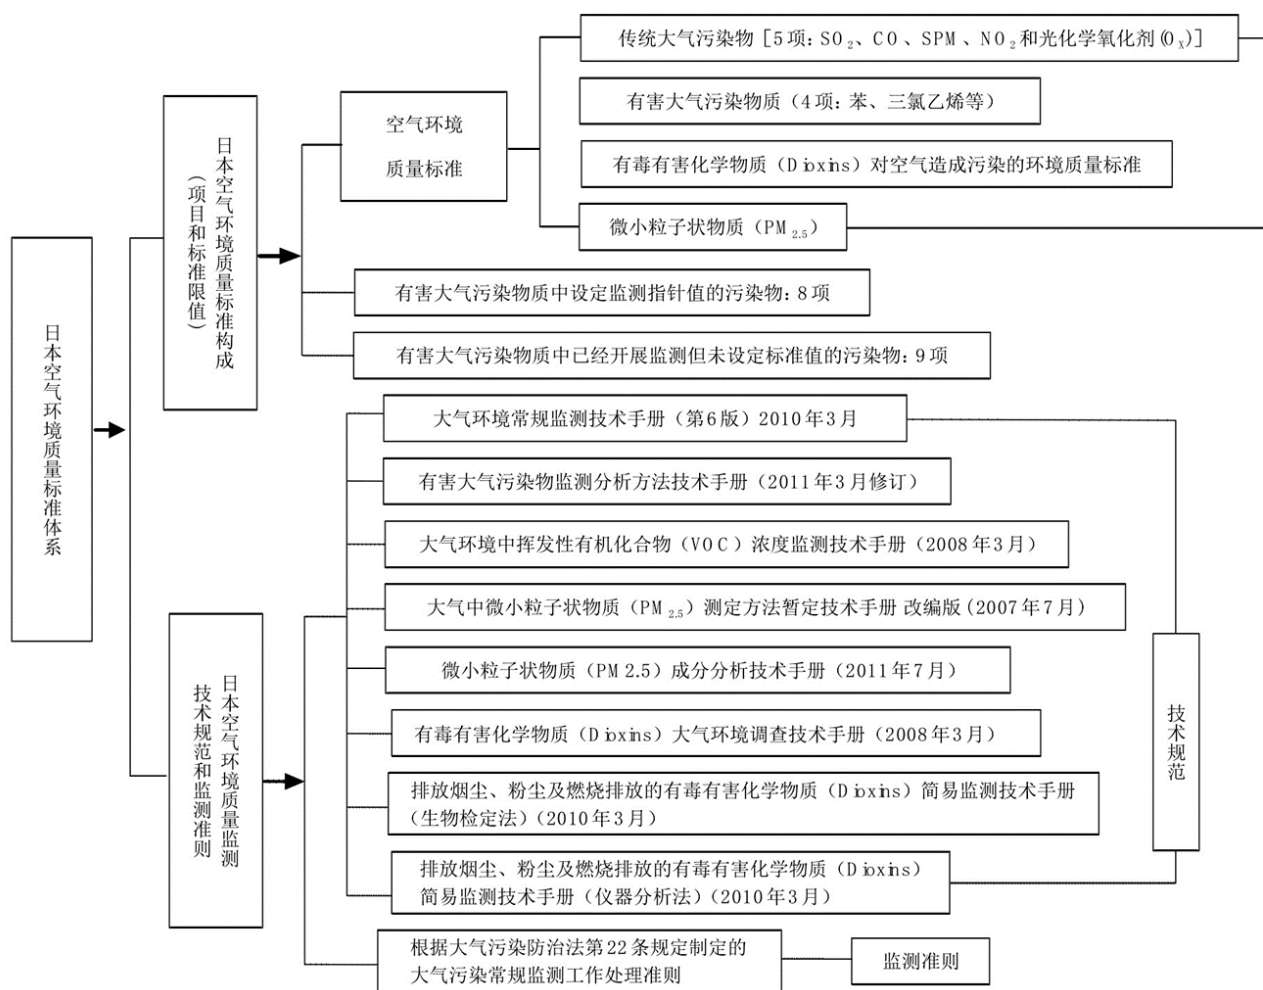 日本空气环境质量标准体系
日本空气环境质量标准构成
（项目和标准限值）
空气环境
质量标准
传统大气污染物［5项：SO₂、CO、SPM、NO₂和光化学氧化剂(Oₓ)］
有害大气污染物质（4项：苯、三氯乙烯等）
有毒有害化学物质（Dioxins）对空气造成污染的环境质量标准
微小粒子状物质（PM₂.₅）
有害大气污染物质中设定监测指针值的污染物：8项
有害大气污染物质中已经开展监测但未设定标准值的污染物：9项
日本空气环境质量监测
技术规范和监测准则
大气环境常规监测技术手册（第6版）2010年3月
有害大气污染物监测分析方法技术手册（2011年3月修订）
大气环境中挥发性有机化合物（VOC）浓度监测技术手册（2008年3月）
大气中微小粒子状物质（PM₂.₅）测定方法暂定技术手册 改编版(2007年7月)
微小粒子状物质（PM2.5）成分分析技术手册（2011年7月）
有毒有害化学物质（Dioxins）大气环境调查技术手册（2008年3月）
排放烟尘、粉尘及燃烧排放的有毒有害化学物质（Dioxins）简易监测技术手册
（生物检定法）（2010年3月）
排放烟尘、粉尘及燃烧排放的有毒有害化学物质（Dioxins）
简易监测技术手册（仪器分析法）（2010年3月）
技术规范
根据大气污染防治法第22条规定制定的
大气污染常规监测工作处理准则
监测准则